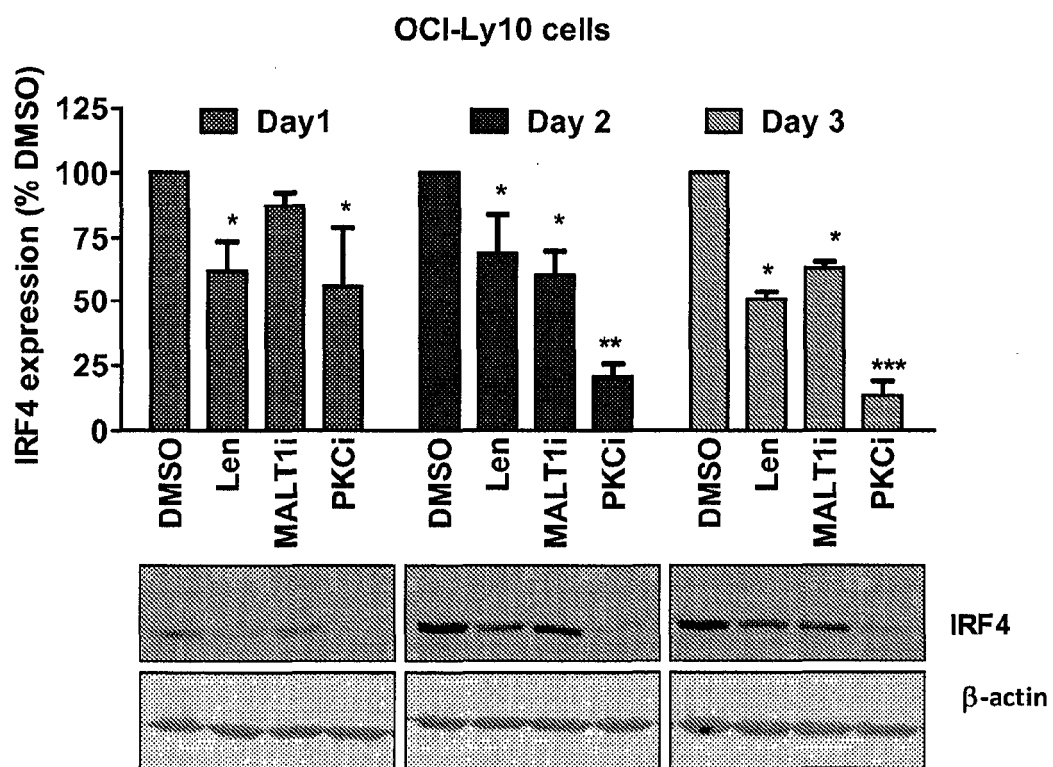 OCI-Ly10 cells
IRF4 expression (% DMSO)
125
100
75
50
25
0
Day1
Day 2
Day 3
*
*
*
*
**
*
*
***
DMSO
Len
MALT1i
PKCi
DMSO
Len
MALT1i
PKCi
DMSO
Len
MALT1i
PKCi
IRF4
β-actin